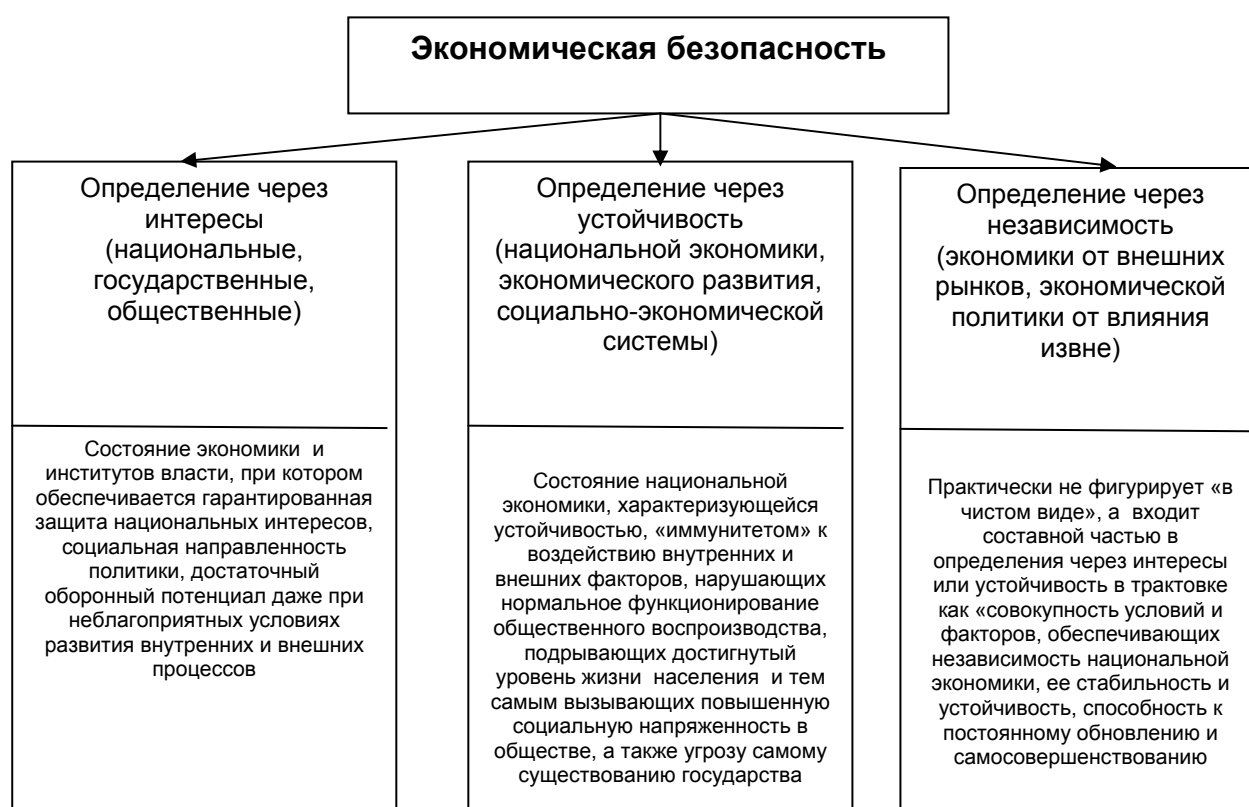 Экономическая безопасность
Определение через
интересы
(национальные,
государственные,
общественные)
Состояние экономики и
институтов власти, при котором
обеспечивается гарантированная
защита национальных интересов,
социальная направленность
политики, достаточный
оборонный потенциал даже при
неблагоприятных условиях
развития внутренних и внешних
процессов
Определение через
устойчивость
(национальной экономики,
экономического развития,
социально-экономической
системы)
Состояние национальной
экономики, характеризующейся
устойчивостью, «иммунитетом» к
воздействию внутренних и
внешних факторов, нарушающих
нормальное функционирование
общественного воспроизводства,
подрывающих достигнутый
уровень жизни населения и тем
самым вызывающих повышенную
социальную напряженность в
обществе, а также угрозу самому
существованию государства
Определение через
независимость
(экономики от внешних
рынков, экономической
политики от влияния
извне)
Практически не фигурирует «в
чистом виде», а входит
составной частью в
определения через интересы
или устойчивость в трактовке
как «совокупность условий и
факторов, обеспечивающих
независимость национальной
экономики, ее стабильность и
устойчивость, способность к
постоянному обновлению и
самосовершенствованию